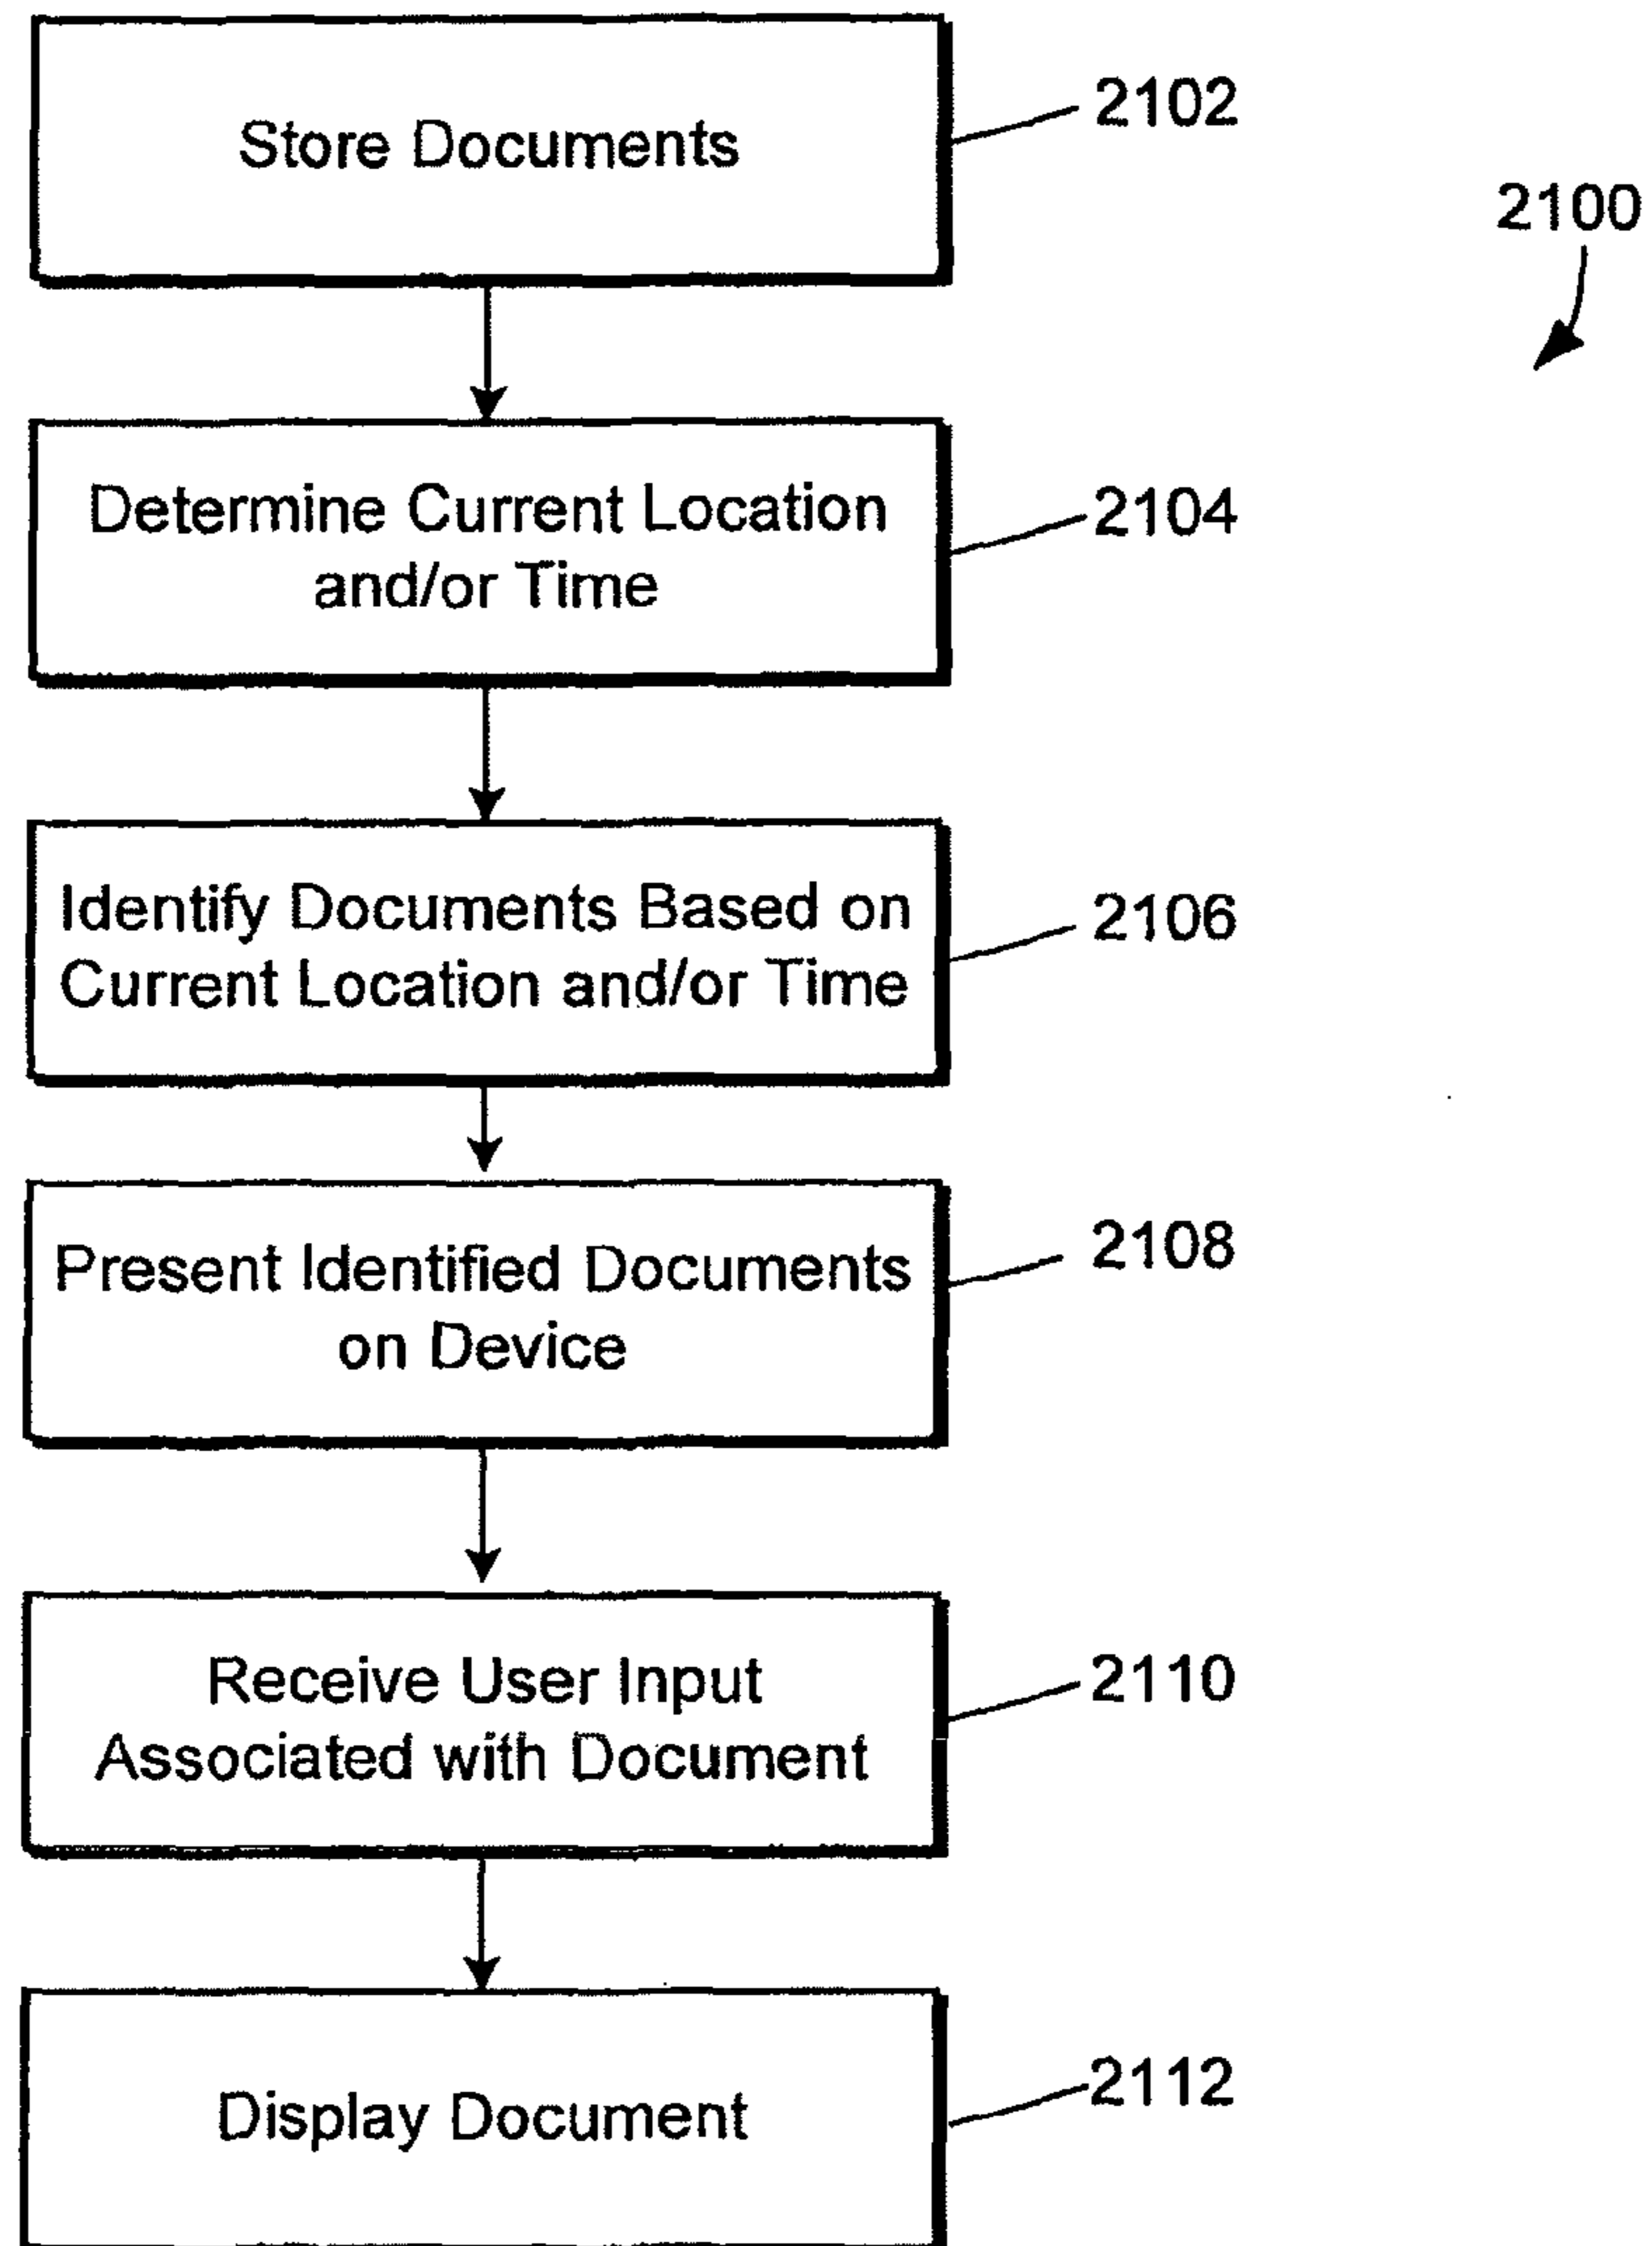 Store Documents
2102
2100
Determine Current Location
and/or Time
2104
Identify Documents Based on
Current Location and/or Time
2106
Present Identified Documents
on Device
2108
Receive User Input
Associated with Document
2110
Display Document
2112